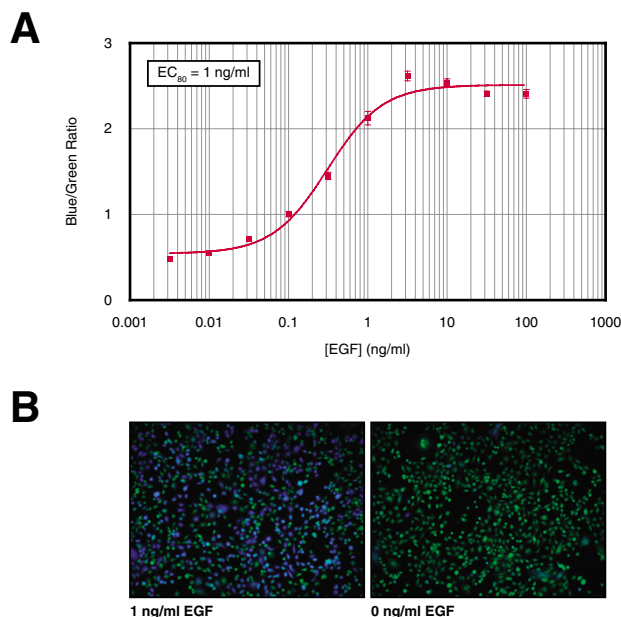 A
3
EC80 = 1 ng/ml
2
Blue/Green Ratio
1
0
0.001 0.01 0.1 1 10 100 1000
[EGF] (ng/ml)
B
1 ng/ml EGF 0 ng/ml EGF